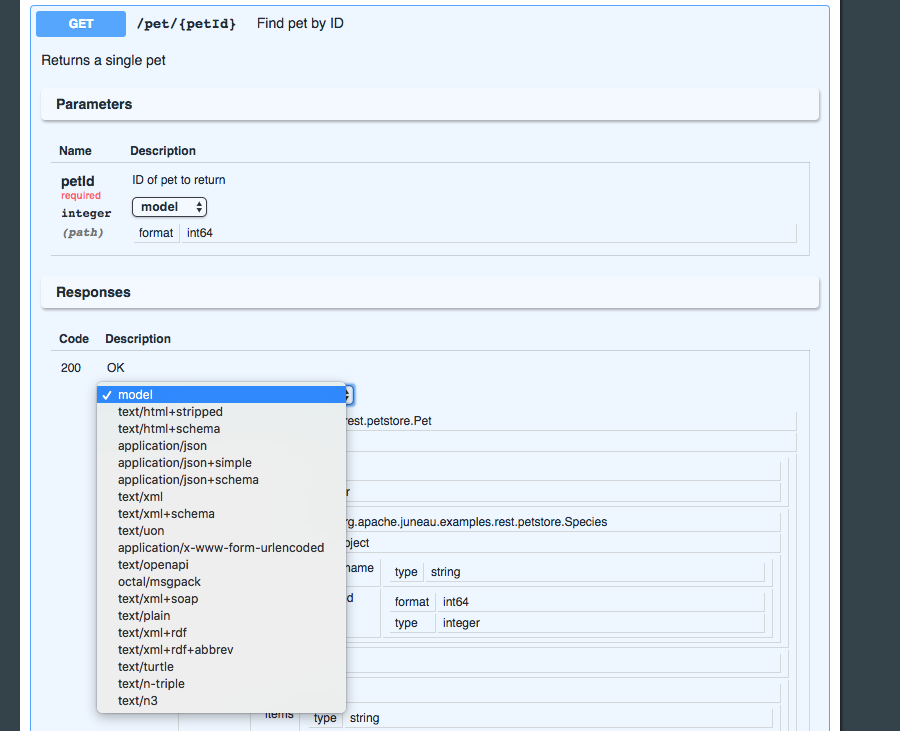 GET /pet/{petId} Find pet by ID
Returns a single pet
Parameters
Name Description
petId ID of pet to return
required
integer model
(path) format int64
Responses
Code Description
200 OK
✓ model
text/html+stripped
rest.petstore.Pet
text/html+schema
application/json
application/json+simple
application/json+schema
text/xml
text/xml+schema
rg.apache.juneau.examples.rest.petstore.Species
text/uon
application/x-www-form-urlencoded
bject
text/openapi
name type string
octal/msgpack
text/xml+soap
d format int64
text/plain
type integer
text/xml+rdf
text/xml+rdf+abbrev
text/turtle
text/n-triple
text/n3
items type string